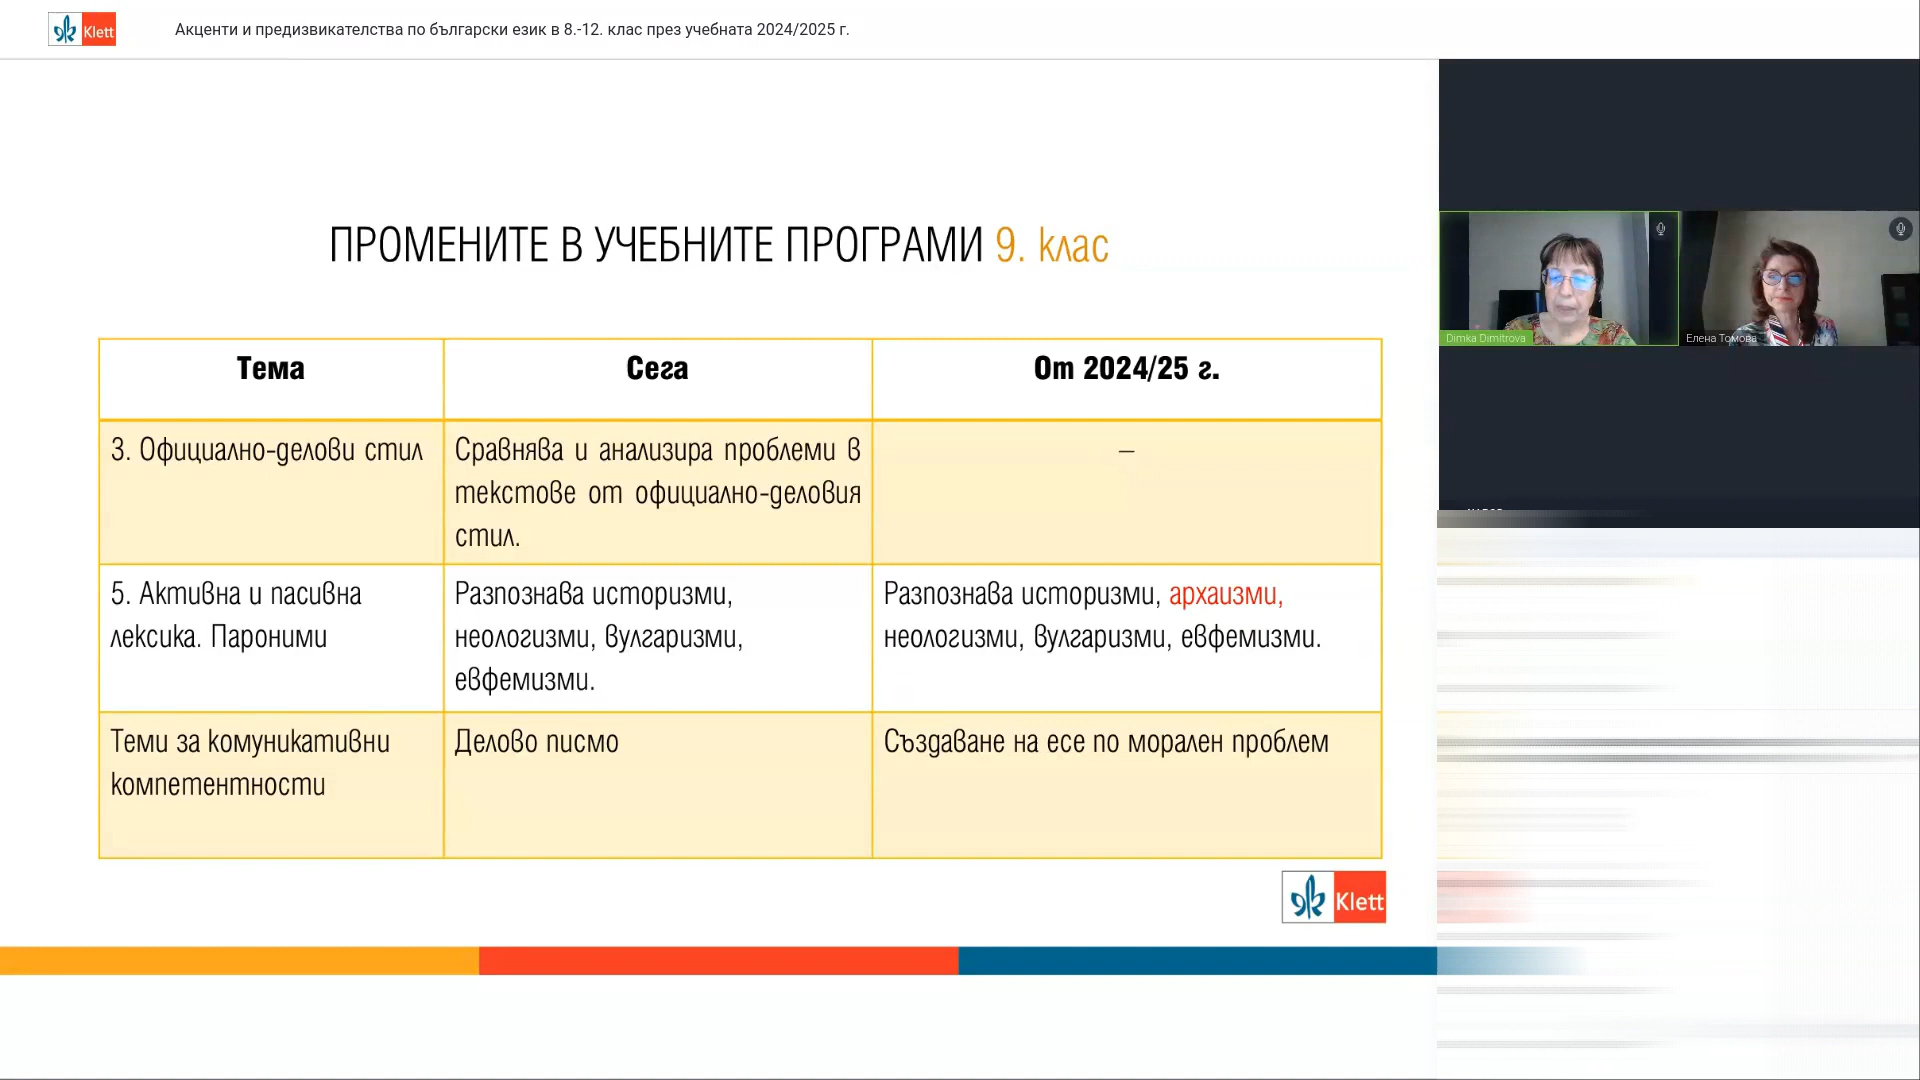 Klett
Акценти и предизвикателства по български език в 8.-12. клас през учебната 2024/2025 г.
ПРОМЕНИТЕ В УЧЕБНИТЕ ПРОГРАМИ 9. клас
Тема
Сега
От 2024/25 г.
3. Официално-делови стил
Сравнява и анализира проблеми в
текстове от официално-деловия
стил.
–
5. Активна и пасивна
лексика. Пароними
Разпознава историзми,
неологизми, вулгаризми,
евфемизми.
Разпознава историзми, архаизми,
неологизми, вулгаризми, евфемизми.
Теми за комуникативни
компетентности
Делово писмо
Създаване на есе по морален проблем
Klett
Dimka Dimitrova
Елена Томова